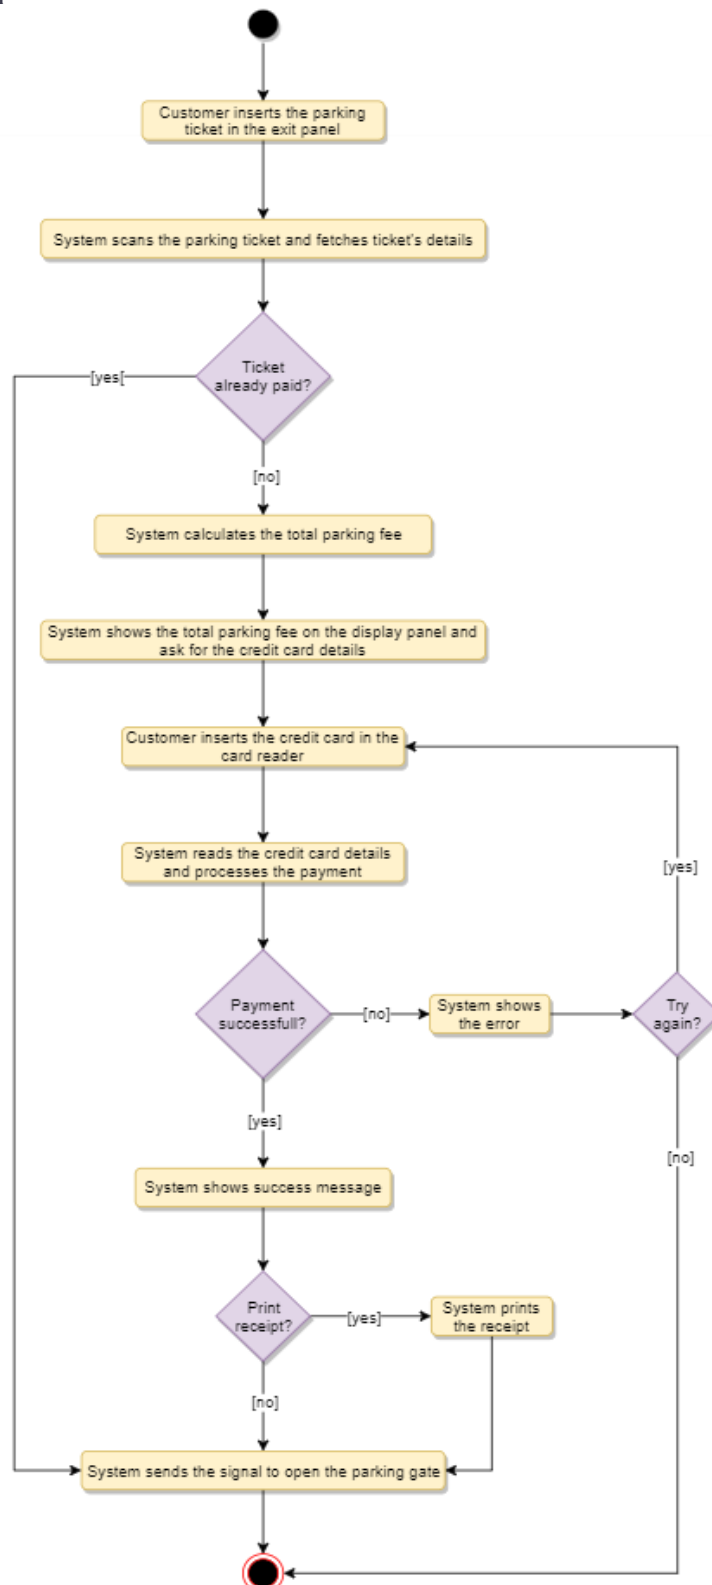 Customer inserts the parking
ticket in the exit panel
System scans the parking ticket and fetches ticket's details
Ticket
already paid?
[yes[
[no]
System calculates the total parking fee
System shows the total parking fee on the display panel and
ask for the credit card details
Customer inserts the credit card in the
card reader
System reads the credit card details
and processes the payment
[yes]
Payment
successfull?
[no]
System shows
the error
Try
again?
[yes]
[no]
System shows success message
Print
receipt?
[yes]
System prints
the receipt
[no]
System sends the signal to open the parking gate